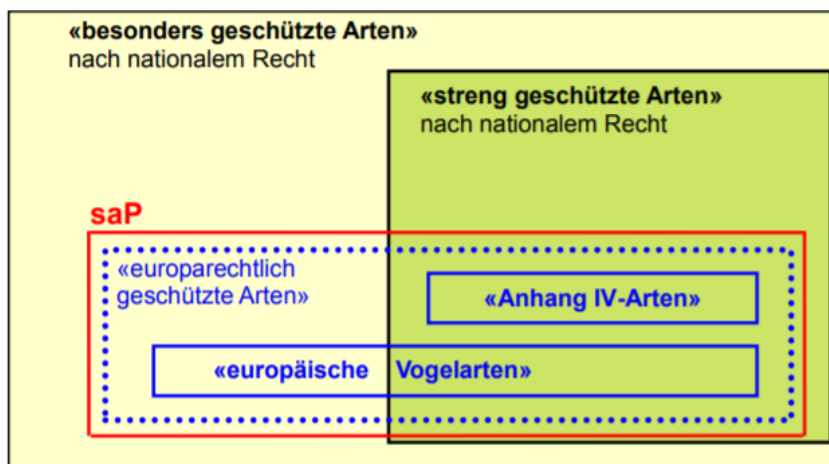 «besonders geschützte Arten»
nach nationalem Recht
«streng geschützte Arten»
nach nationalem Recht
saP
«europarechtlich
geschützte Arten»
«Anhang IV-Arten»
«europäische Vogelarten»